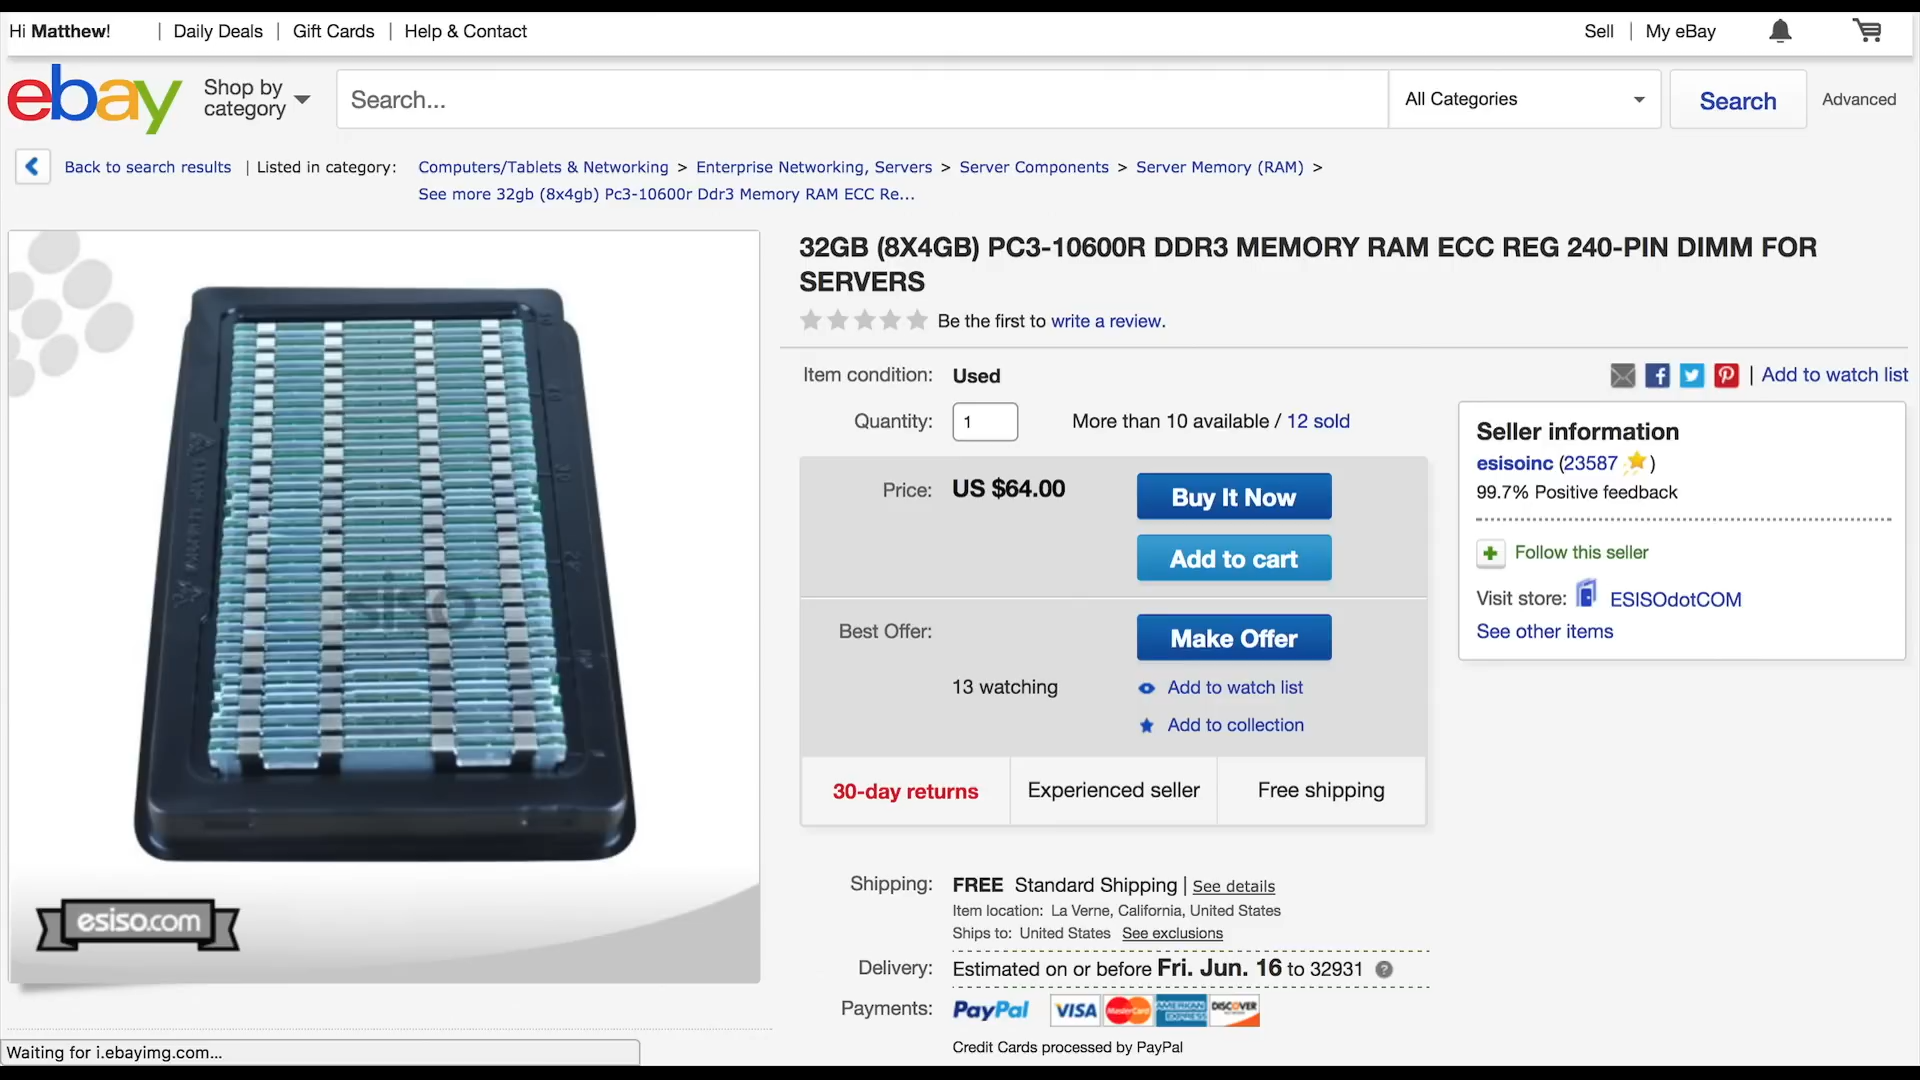 Hi Matthew! | Daily Deals | Gift Cards | Help & Contact
Sell | My eBay
ebay
Shop by category
Search...
All Categories
Search
Advanced
Back to search results | Listed in category: Computers/Tablets & Networking > Enterprise Networking, Servers > Server Components > Server Memory (RAM) >
See more 32gb (8x4gb) Pc3-10600r Ddr3 Memory RAM ECC Re...
32GB (8X4GB) PC3-10600R DDR3 MEMORY RAM ECC REG 240-PIN DIMM FOR
SERVERS
Be the first to write a review.
Item condition: Used
| Add to watch list
Quantity: 1 More than 10 available / 12 sold
Price: US $64.00
Buy It Now
Add to cart
Best Offer:
Make Offer
13 watching
Add to watch list
Add to collection
30-day returns
Experienced seller
Free shipping
Seller information
esisoinc (23587 )
99.7% Positive feedback
Follow this seller
Visit store: ESISOdotCOM
See other items
siso
esiso.com
Shipping: FREE Standard Shipping | See details
Item location: La Verne, California, United States
Ships to: United States See exclusions
Delivery: Estimated on or before Fri. Jun. 16 to 32931 ?
Payments: PayPal VISA MasterCard AMERICAN EXPRESS DISCOVER
Credit Cards processed by PayPal
Waiting for i.ebayimg.com...